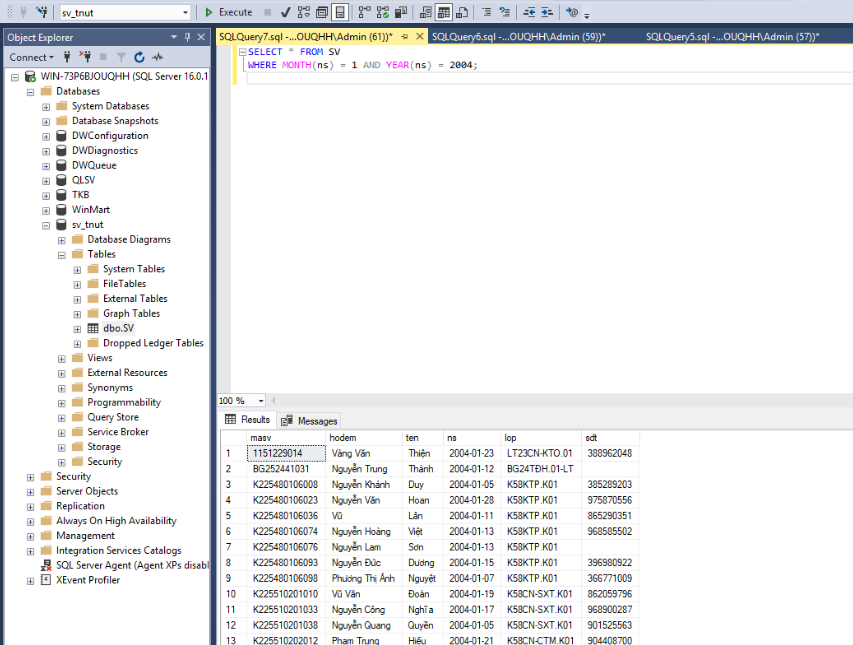 sv_tnut Execute
Object Explorer
SQLQuery7.sql -...OUQHH\Admin (61))* SQLQuery6.sql -...OUQHH\Admin (59))* SQLQuery5.sql -...OUQHH\Admin (57))*
Connect
SELECT * FROM SV
WHERE MONTH(ns) = 1 AND YEAR(ns) = 2004;
WIN-73P6BJOUQHH (SQL Server 16.0.1
Databases
System Databases
Database Snapshots
DWConfiguration
DWDiagnostics
DWQueue
QLSV
TKB
WinMart
sv_tnut
Database Diagrams
Tables
System Tables
FileTables
External Tables
Graph Tables
dbo.SV
Dropped Ledger Tables
Views
External Resources
Synonyms
Programmability
Query Store
Service Broker
Storage
Security
Security
Server Objects
Replication
Always On High Availability
Management
Integration Services Catalogs
SQL Server Agent (Agent XPs disabl
XEvent Profiler
100 %
Results Messages
masv hodem ten ns lop sdt
1 1151229014 Vàng Văn Thiện 2004-01-23 LT23CN-KTO.01 388962048
2 BG252441031 Nguyễn Trung Thành 2004-01-12 BG24TĐH.01-LT
3 K225480106008 Nguyễn Khánh Duy 2004-01-05 K58KTP.K01 385289203
4 K225480106023 Nguyễn Văn Hoan 2004-01-28 K58KTP.K01 975870556
5 K225480106036 Vũ Lân 2004-01-11 K58KTP.K01 865290351
6 K225480106074 Nguyễn Hoàng Việt 2004-01-13 K58KTP.K01 968585502
7 K225480106076 Nguyễn Lam Sơn 2004-01-13 K58KTP.K01
8 K225480106093 Nguyễn Đức Dương 2004-01-15 K58KTP.K01 396980922
9 K225480106098 Phương Thị Ánh Nguyệt 2004-01-07 K58KTP.K01 366771009
10 K225510201010 Vũ Văn Đoàn 2004-01-19 K58CN-SXT.K01 862059796
11 K225510201033 Nguyễn Công Nghĩa 2004-01-17 K58CN-SXT.K01 968900287
12 K225510201038 Nguyễn Quang Quyền 2004-01-05 K58CN-SXT.K01 901525563
13 K225510202012 Phạm Trung Hiếu 2004-01-21 K58CN-CTM.K01 904408700